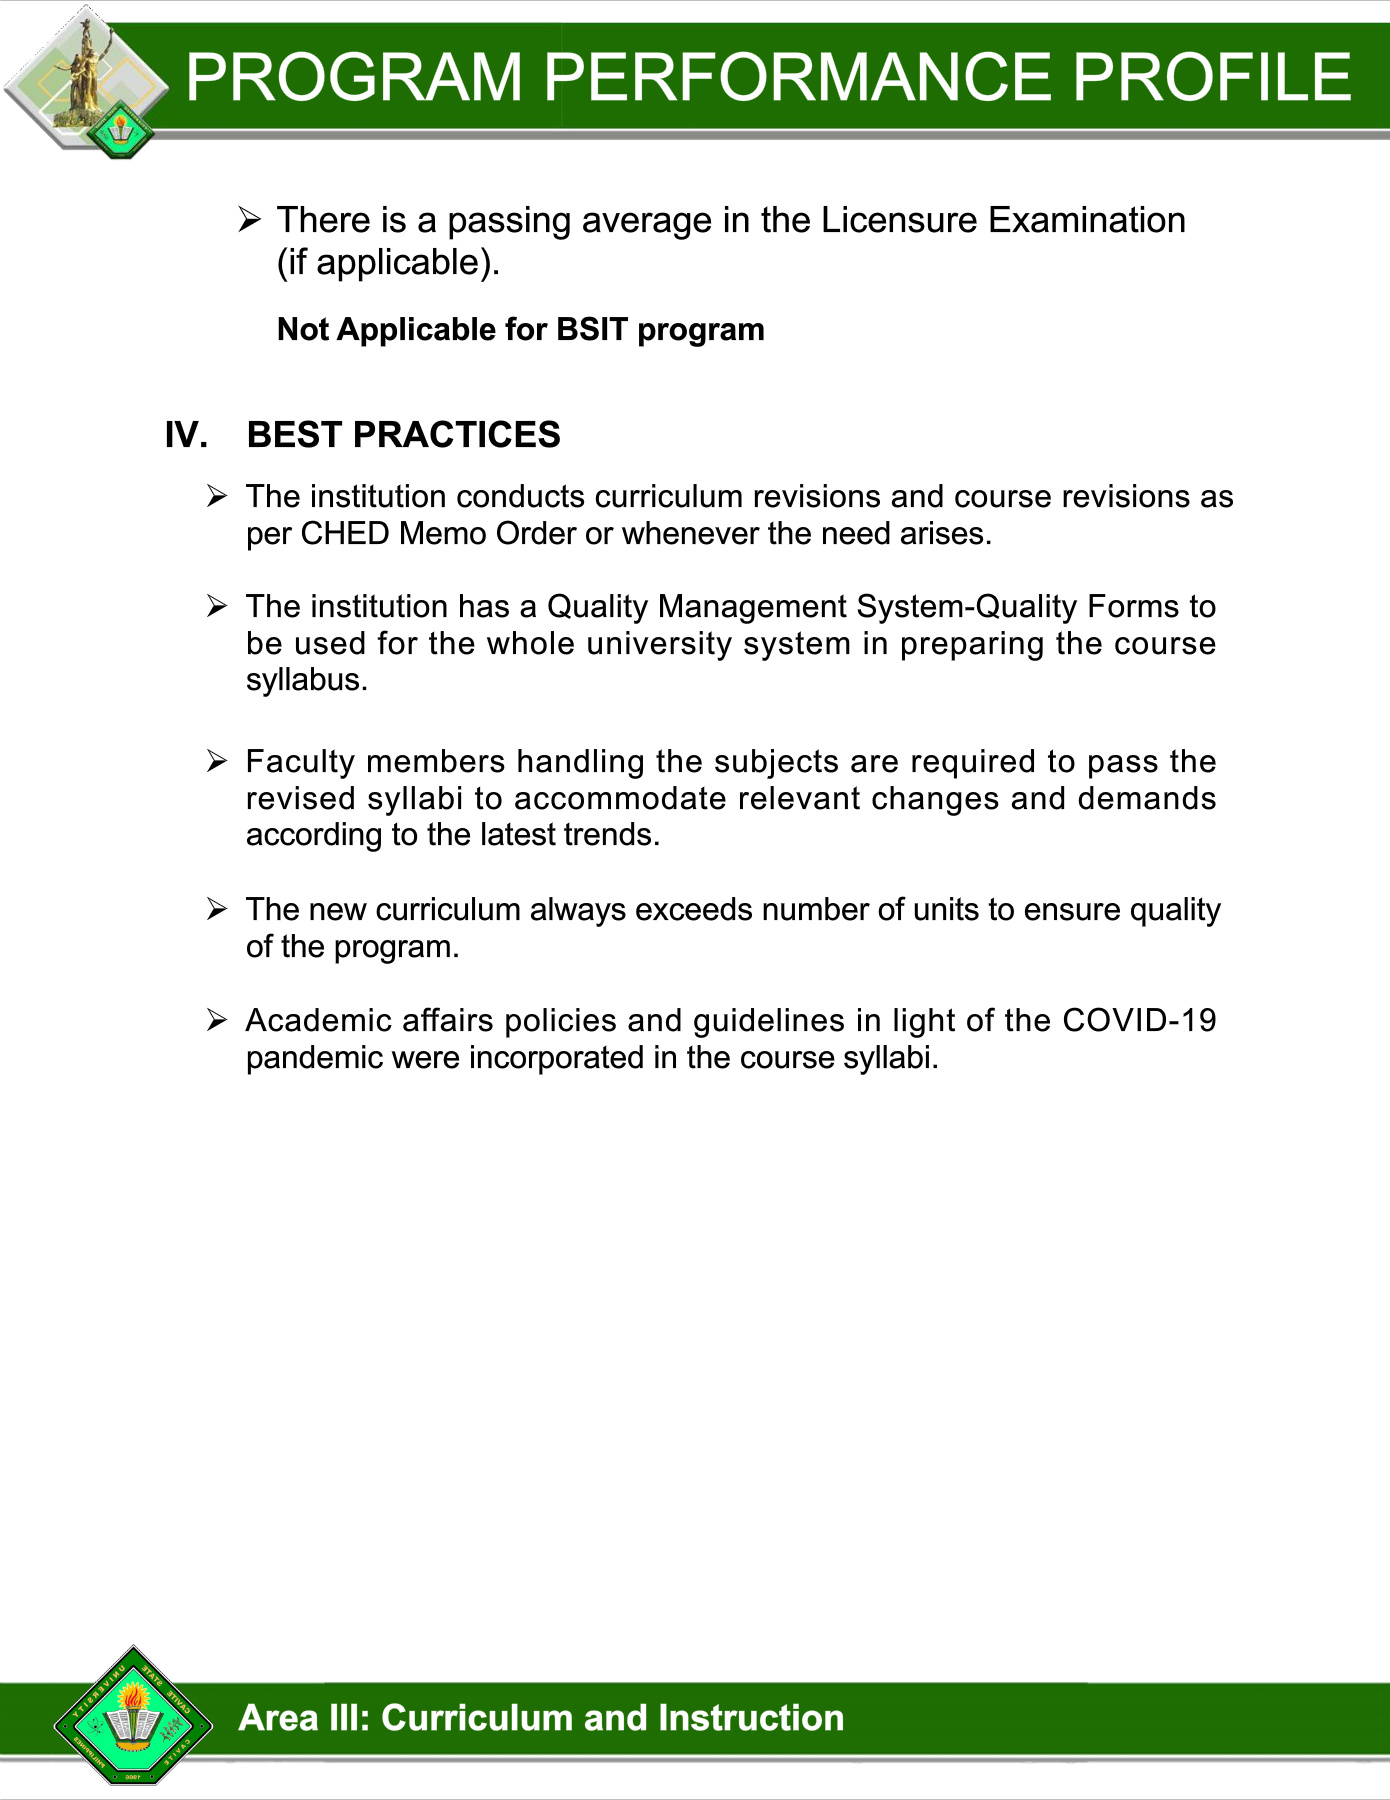 PROGRAM PERFORMANCE PROFILE
➢ There is a passing average in the Licensure Examination
(if applicable).
Not Applicable for BSIT program
IV. BEST PRACTICES
➢ The institution conducts curriculum revisions and course revisions as
per CHED Memo Order or whenever the need arises.
➢ The institution has a Quality Management System-Quality Forms to
be used for the whole university system in preparing the course
syllabus.
➢ Faculty members handling the subjects are required to pass the
revised syllabi to accommodate relevant changes and demands
according to the latest trends.
➢ The new curriculum always exceeds number of units to ensure quality
of the program.
➢ Academic affairs policies and guidelines in light of the COVID-19
pandemic were incorporated in the course syllabi.
CAVITE STATE UNIVERSITY
CAVITE PHILIPPINES
1906
Area III: Curriculum and Instruction